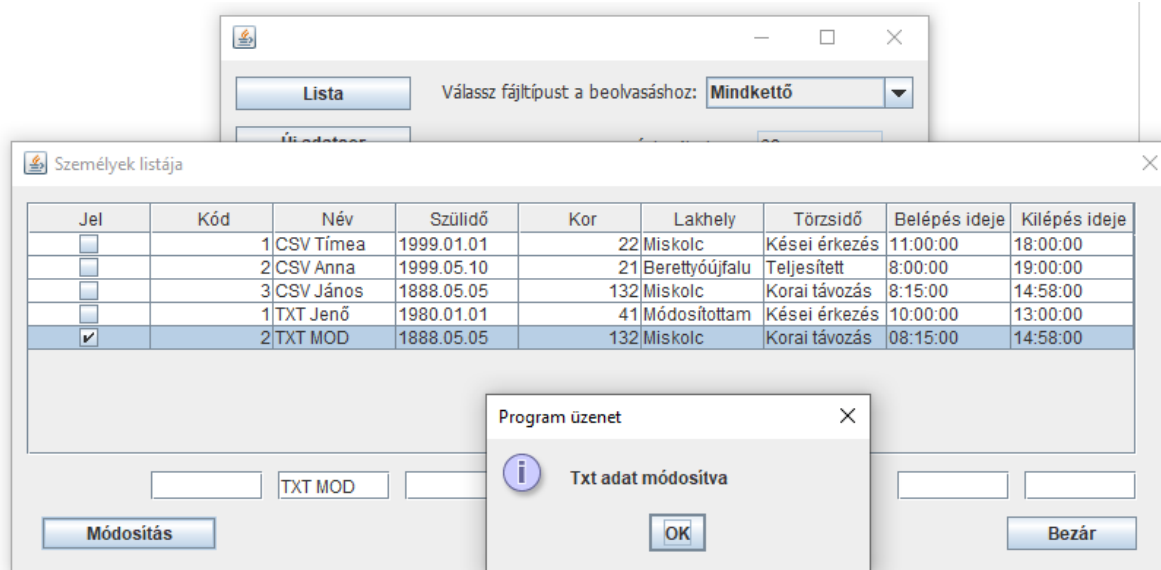 Lista Válassz fájltípust a beolvasáshoz: Mindkettő
Személyek listája
Jel Kód Név Szülidő Kor Lakhely Törzsidő Belépés ideje Kilépés ideje
1 CSV Tímea 1999.01.01 22 Miskolc Kései érkezés 11:00:00 18:00:00
2 CSV Anna 1999.05.10 21 Berettyóújfalu Teljesített 8:00:00 19:00:00
3 CSV János 1888.05.05 132 Miskolc Korai távozás 8:15:00 14:58:00
1 TXT Jenő 1980.01.01 41 Módosítottam Kései érkezés 10:00:00 13:00:00
2 TXT MOD 1888.05.05 132 Miskolc Korai távozás 08:15:00 14:58:00
Program üzenet
Txt adat módosítva
OK
TXT MOD
Módosítás Bezár